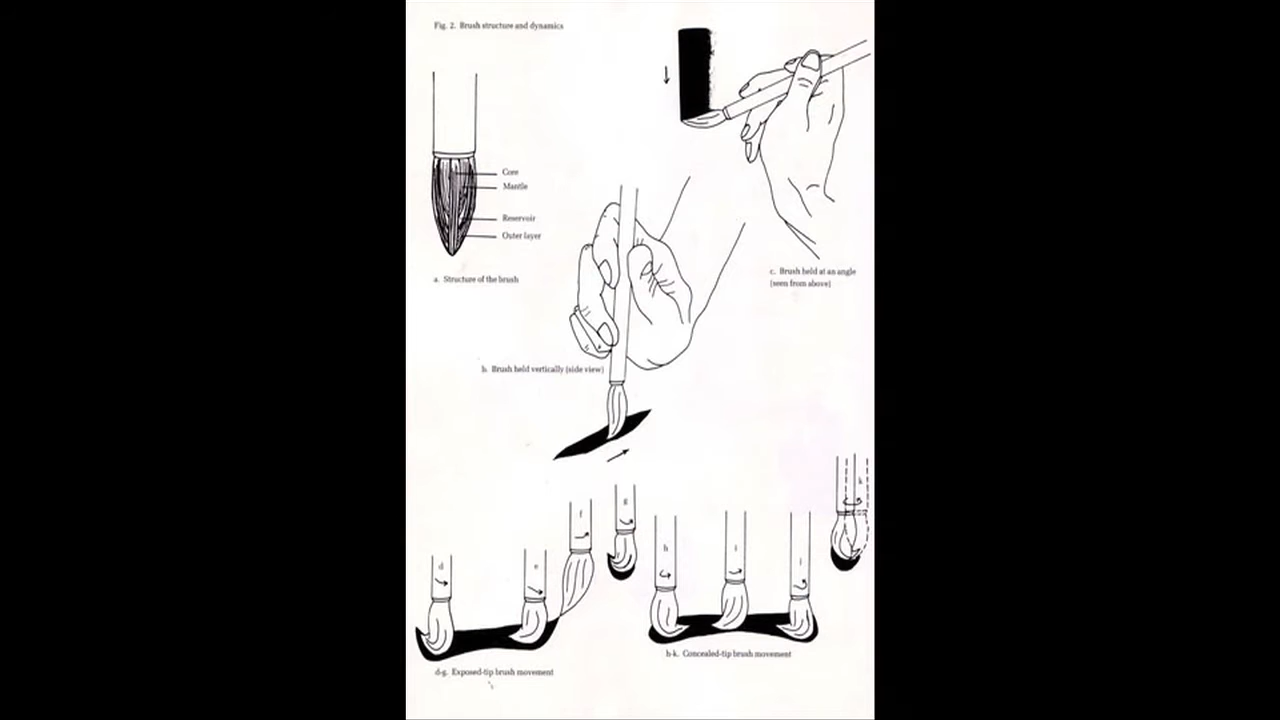 Fig. 2. Brush structure and dynamics
Core
Mantle
Reservoir
Outer layer
a. Structure of the brush
c. Brush held at an angle
(seen from above)
b. Brush held vertically (side view)
d
e
f
g
h
i
j
k
d-g. Exposed-tip brush movement
h-k. Concealed-tip brush movement